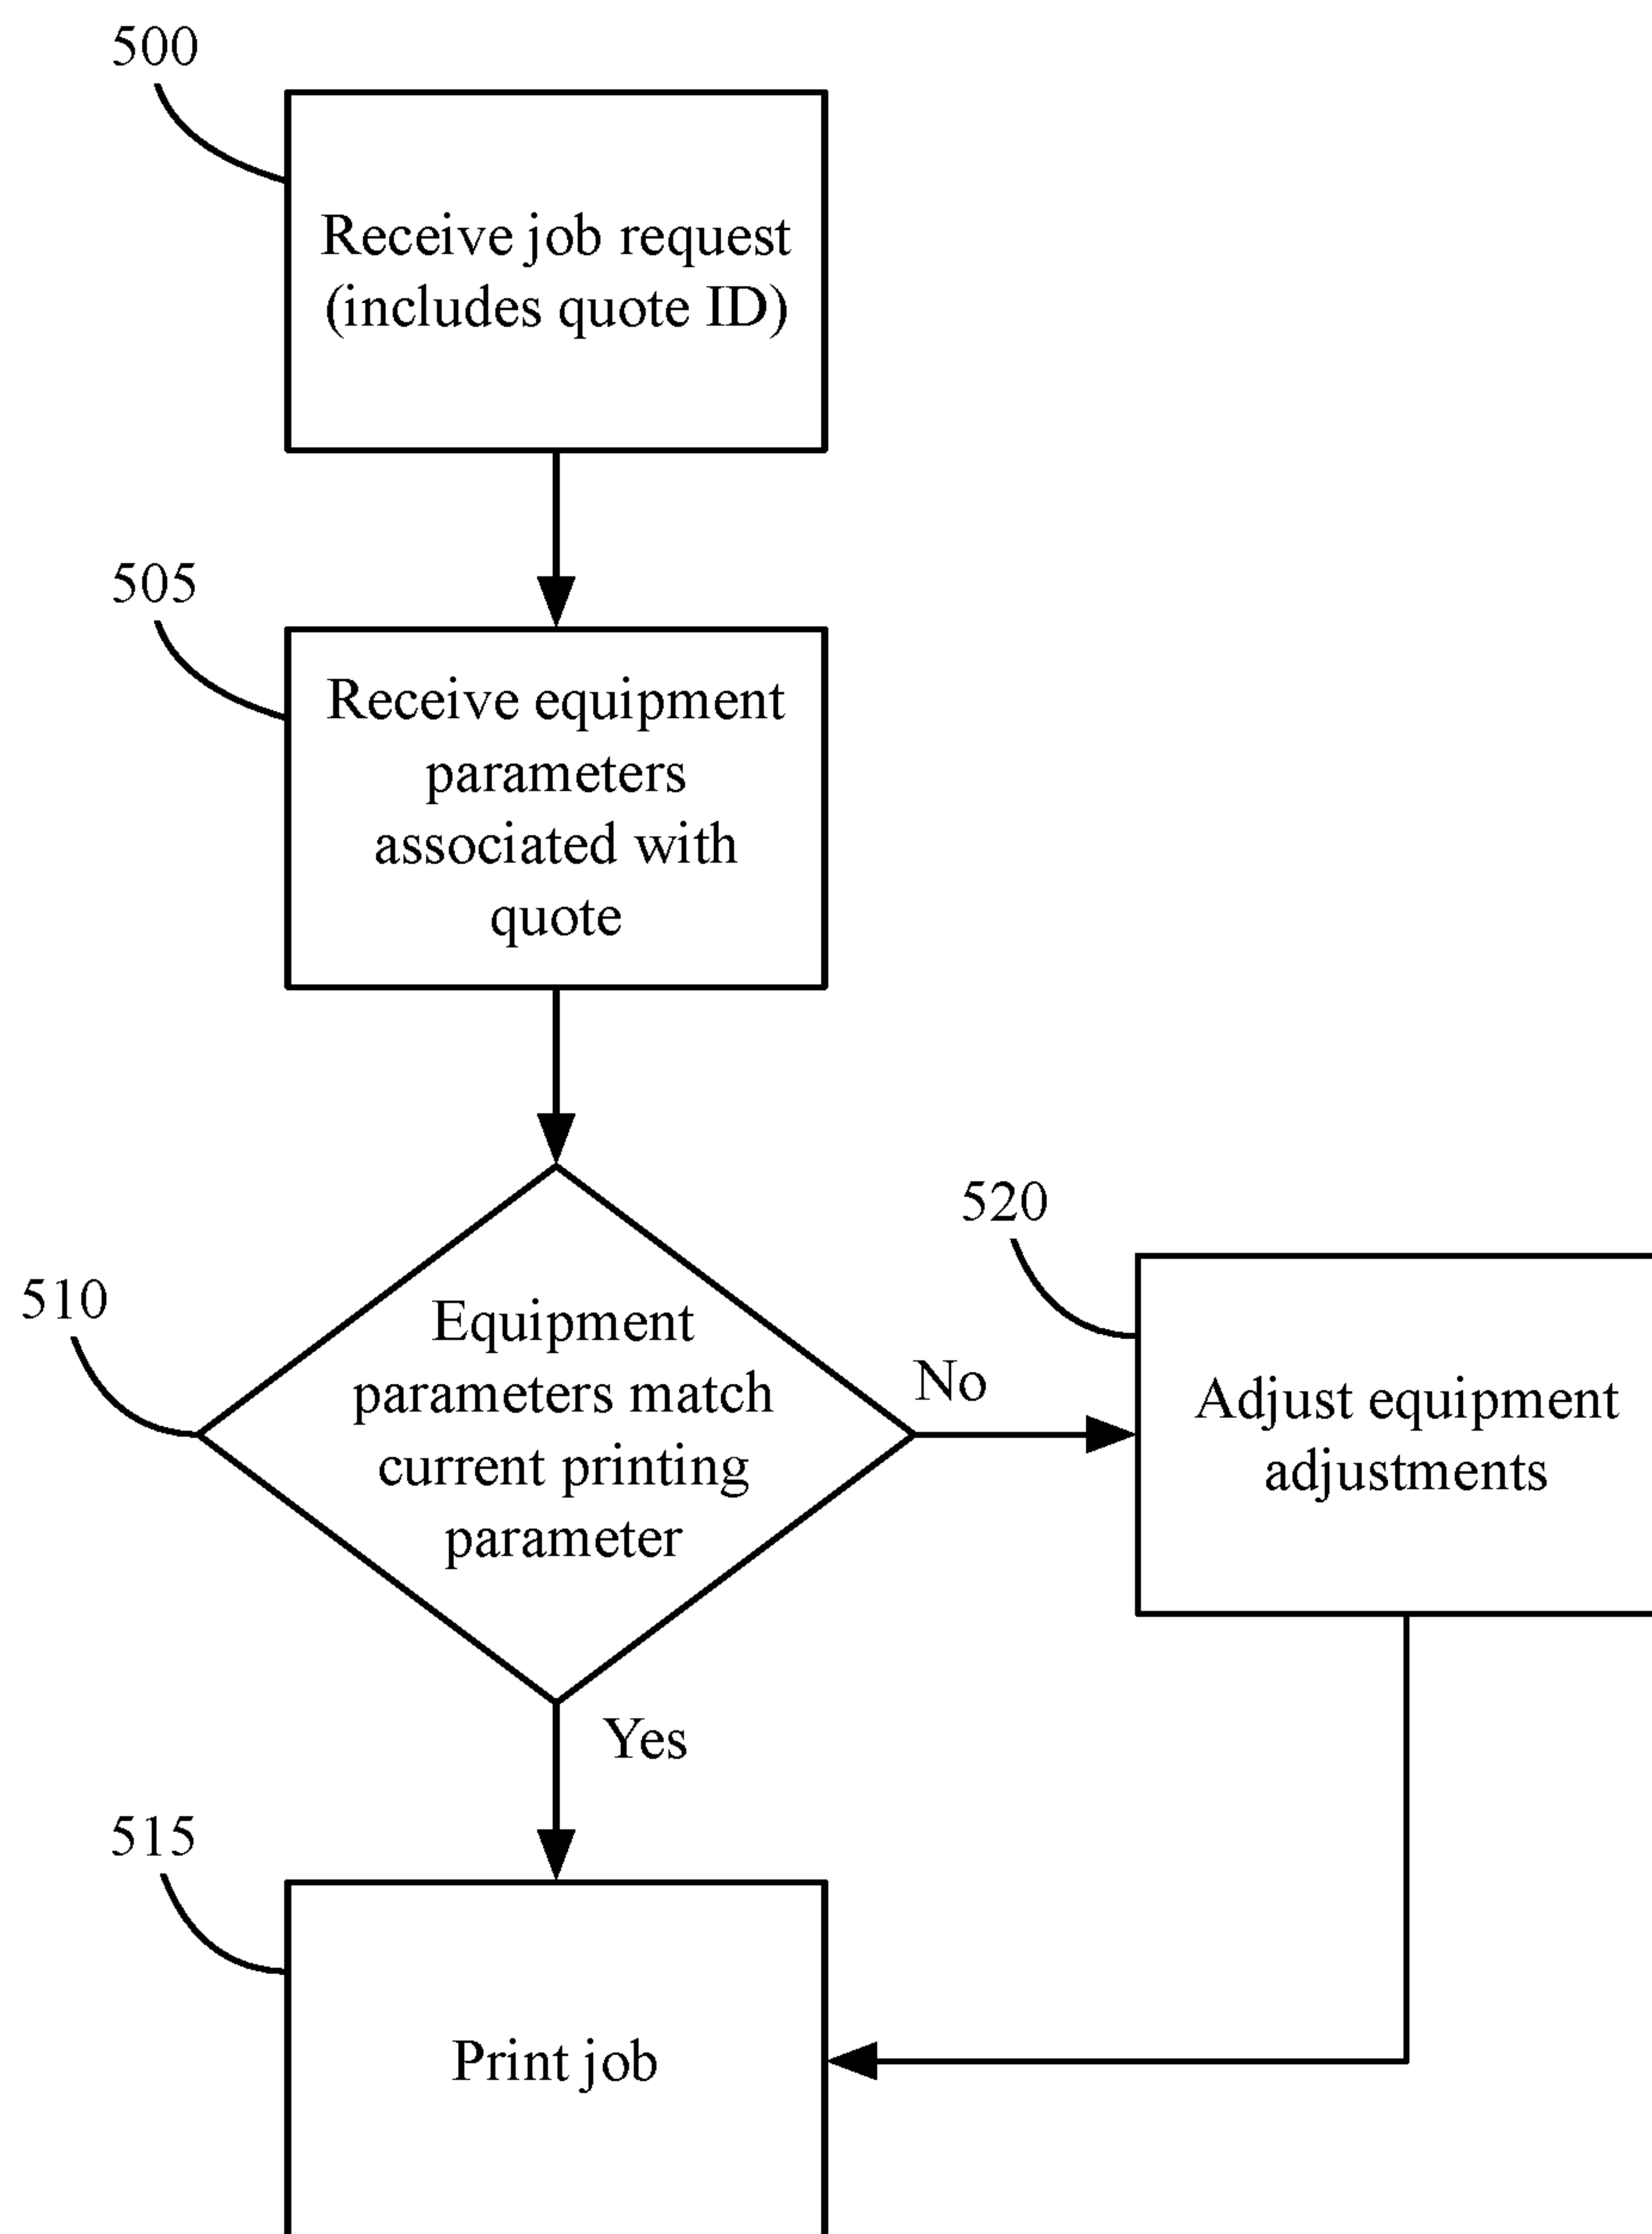 500
Receive job request
(includes quote ID)
505
Receive equipment
parameters
associated with
quote
510
Equipment
parameters match
current printing
parameter
No
520
Adjust equipment
adjustments
Yes
515
Print job